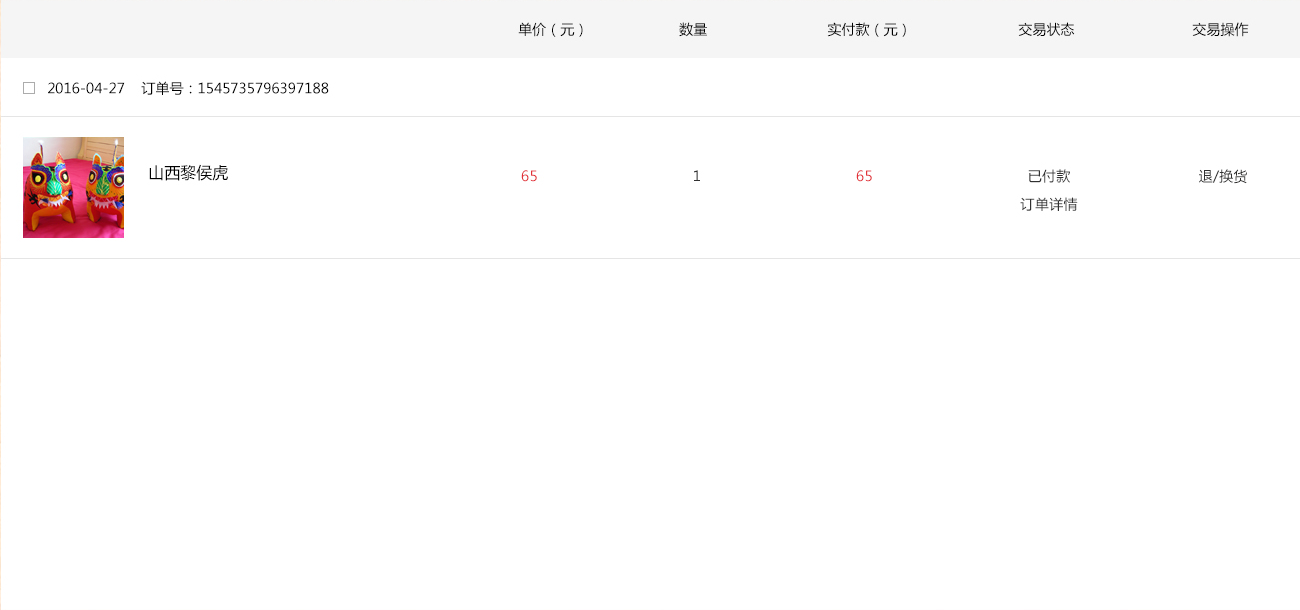 单价（元） 数量 实付款（元） 交易状态 交易操作
2016-04-27 订单号：1545735796397188
山西黎侯虎 65 1 65 已付款 退/换货
订单详情